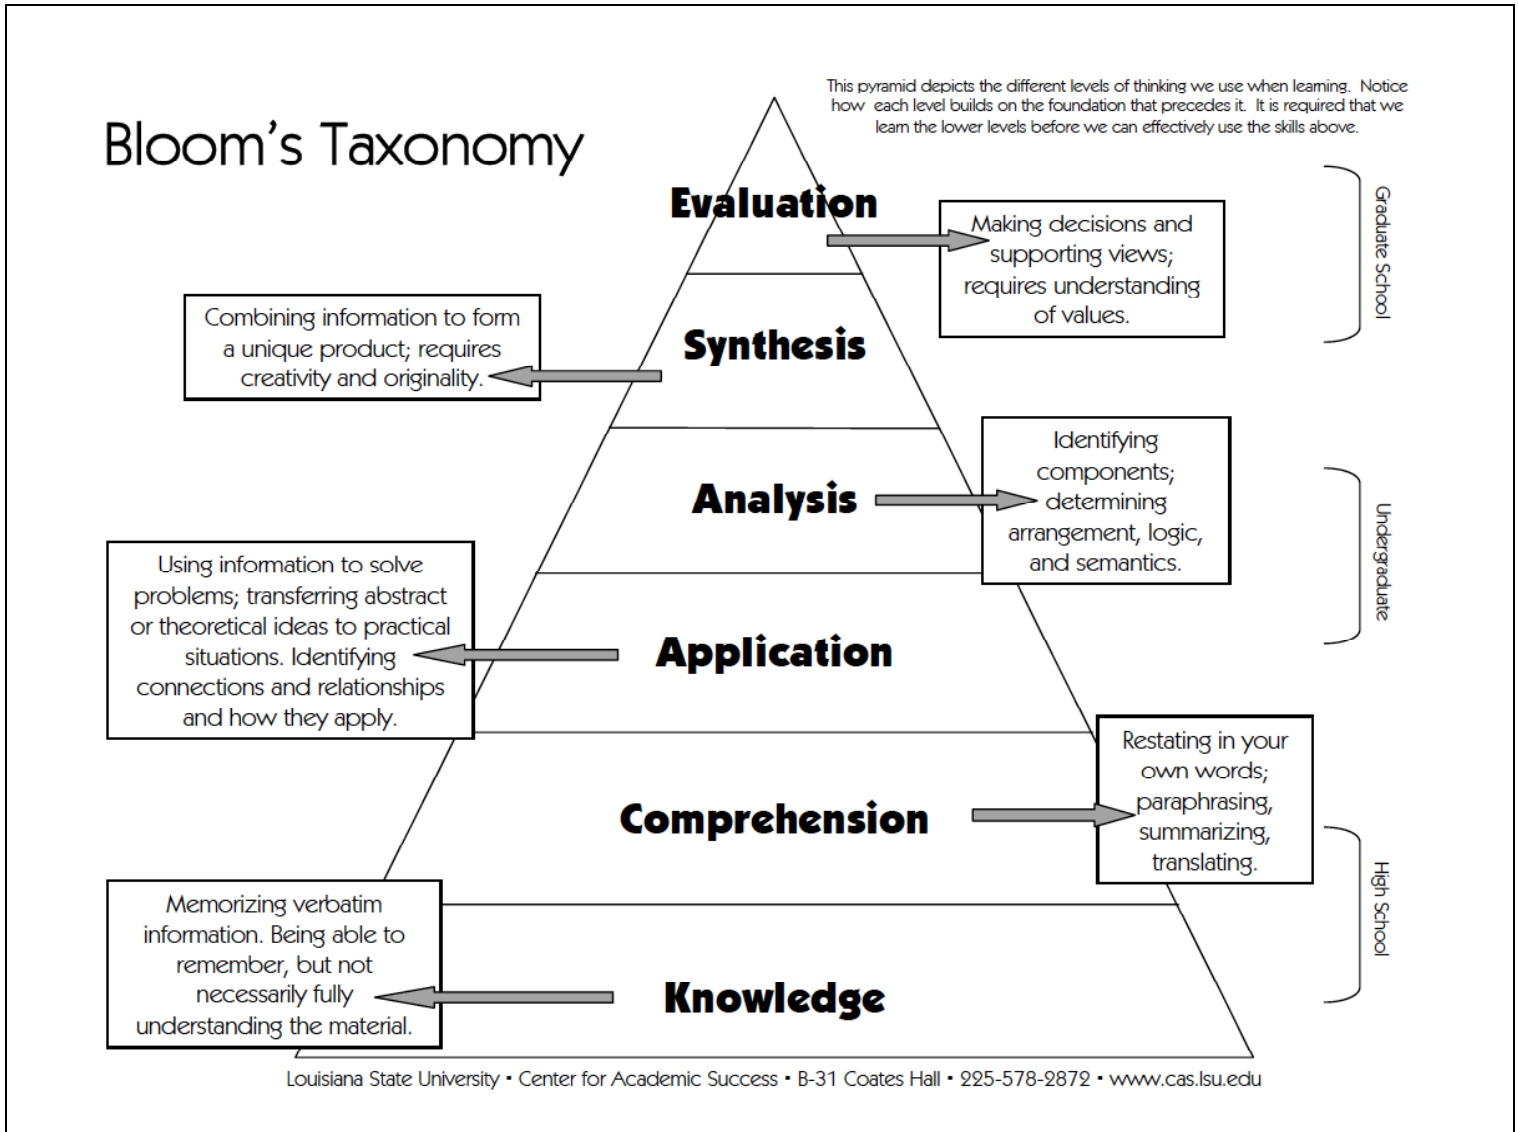 Bloom's Taxonomy
This pyramid depicts the different levels of thinking we use when learning. Notice
how each level builds on the foundation that precedes it. It is required that we
learn the lower levels before we can effectively use the skills above.
Evaluation
Making decisions and
supporting views;
requires understanding
of values.
Graduate School
Combining information to form
a unique product; requires
creativity and originality.
Synthesis
Analysis
Identifying
components;
determining
arrangement, logic,
and semantics.
Undergraduate
Using information to solve
problems; transferring abstract
or theoretical ideas to practical
situations. Identifying
connections and relationships
and how they apply.
Application
Comprehension
Restating in your
own words;
paraphrasing,
summarizing,
translating.
High School
Memorizing verbatim
information. Being able to
remember, but not
necessarily fully
understanding the material.
Knowledge
Louisiana State University • Center for Academic Success • B-31 Coates Hall • 225-578-2872 • www.cas.lsu.edu